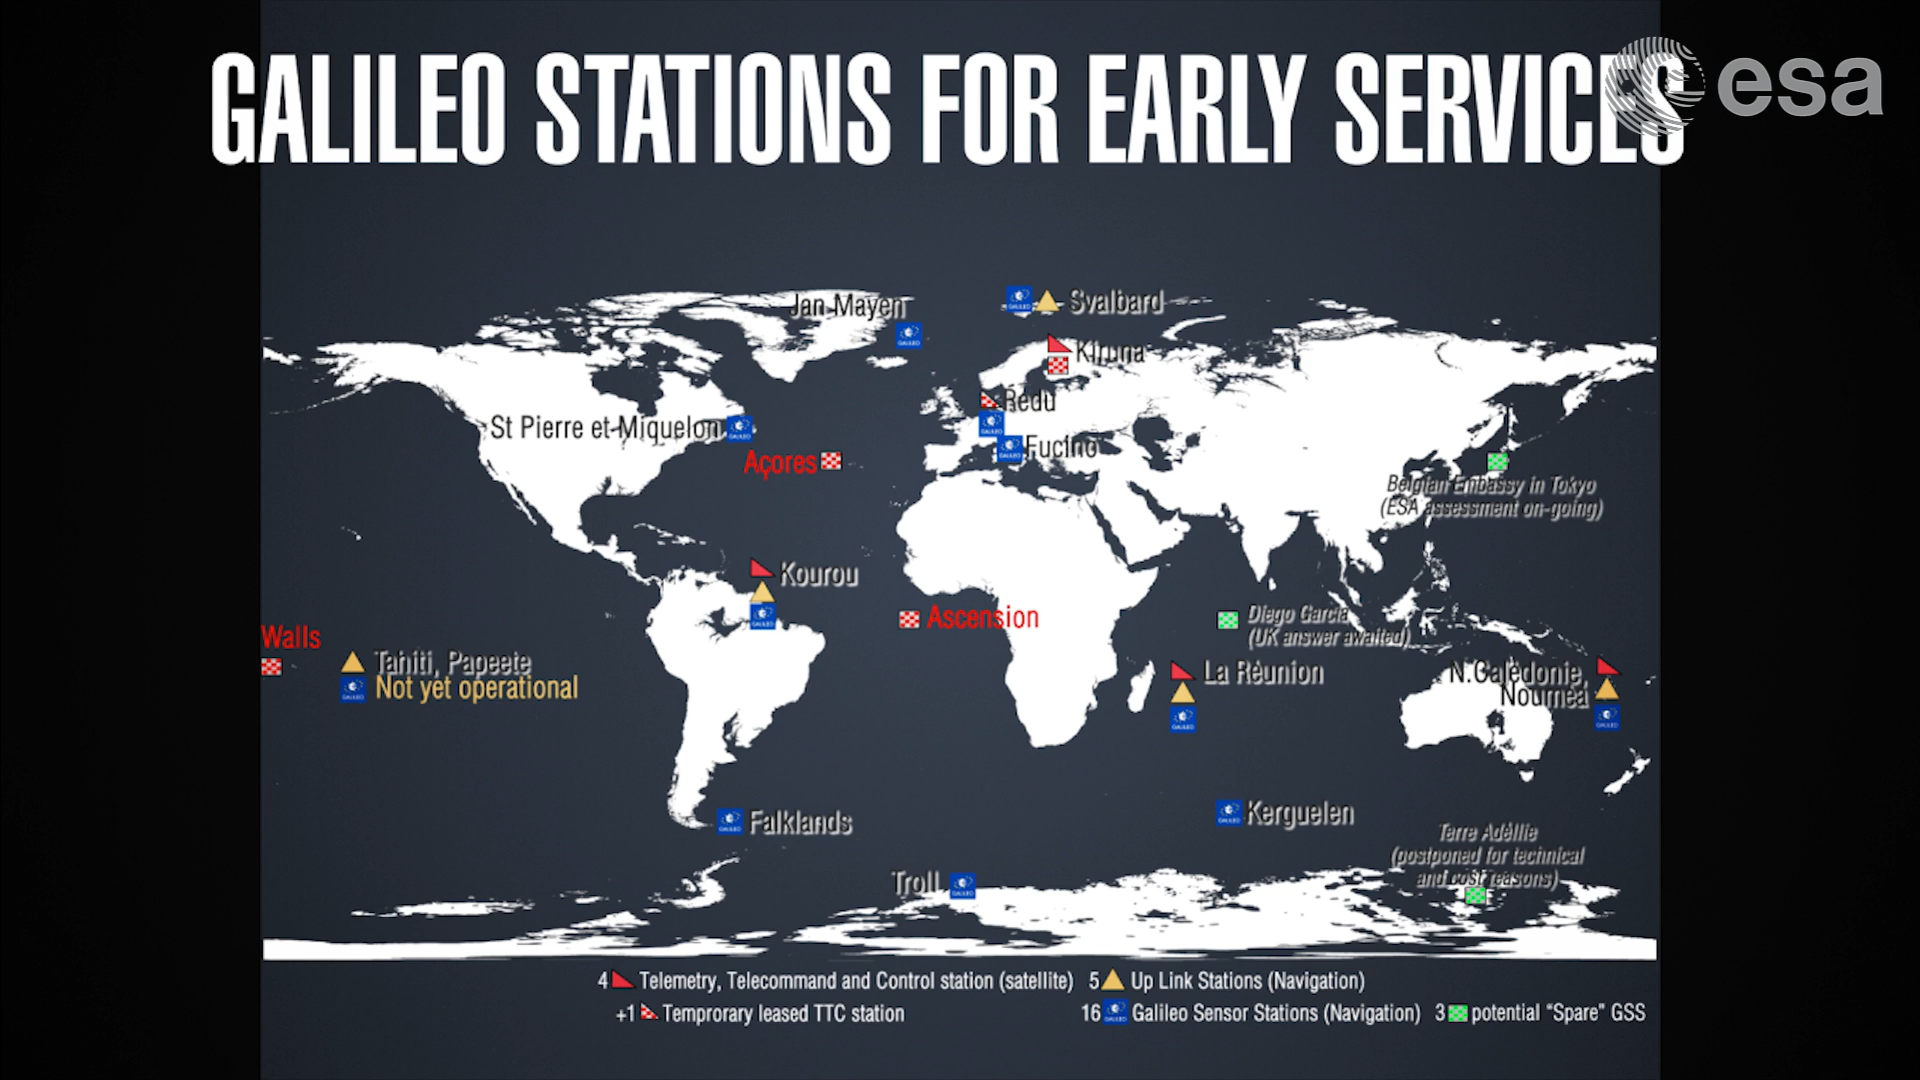 GALILEO STATIONS FOR EARLY SERVICES
esa
Jan Mayen
Svalbard
Kiruna
Redu
St Pierre et Miquelon
Fucino
Açores
Belgian Embassy in Tokyo
(ESA assessment on-going)
Kourou
Ascension
Diego Garcia
(UK answer awaited)
Walls
Tahiti, Papeete
Not yet operational
La Réunion
N.Calédonie,
Nouméa
Falklands
Kerguelen
Terre Adéllie
(postponed for technical
and cost reasons)
Troll
4 Telemetry, Telecommand and Control station (satellite)
5 Up Link Stations (Navigation)
+1 Temprorary leased TTC station
16 GALILEO Galileo Sensor Stations (Navigation)
3 potential “Spare” GSS